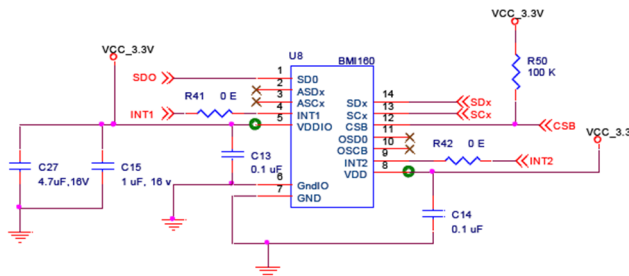 VCC_3.3V
VCC_3.3V
U8
BMI160
R50
100 K
SDO
1
SD0
2
ASDx
R41
0 E
3
ASCx
14
SDx
SDx
INT1
4
INT1
13
SCx
SCx
5
VDDIO
12
CSB
CSB
11
OSD0
10
OSCB
R42
0 E
VCC_3.3
9
INT2
INT2
8
VDD
C27
4.7uF,16V
C15
1 uF, 16 v
C13
0.1 uF
6
GndIO
7
GND
C14
0.1 uF